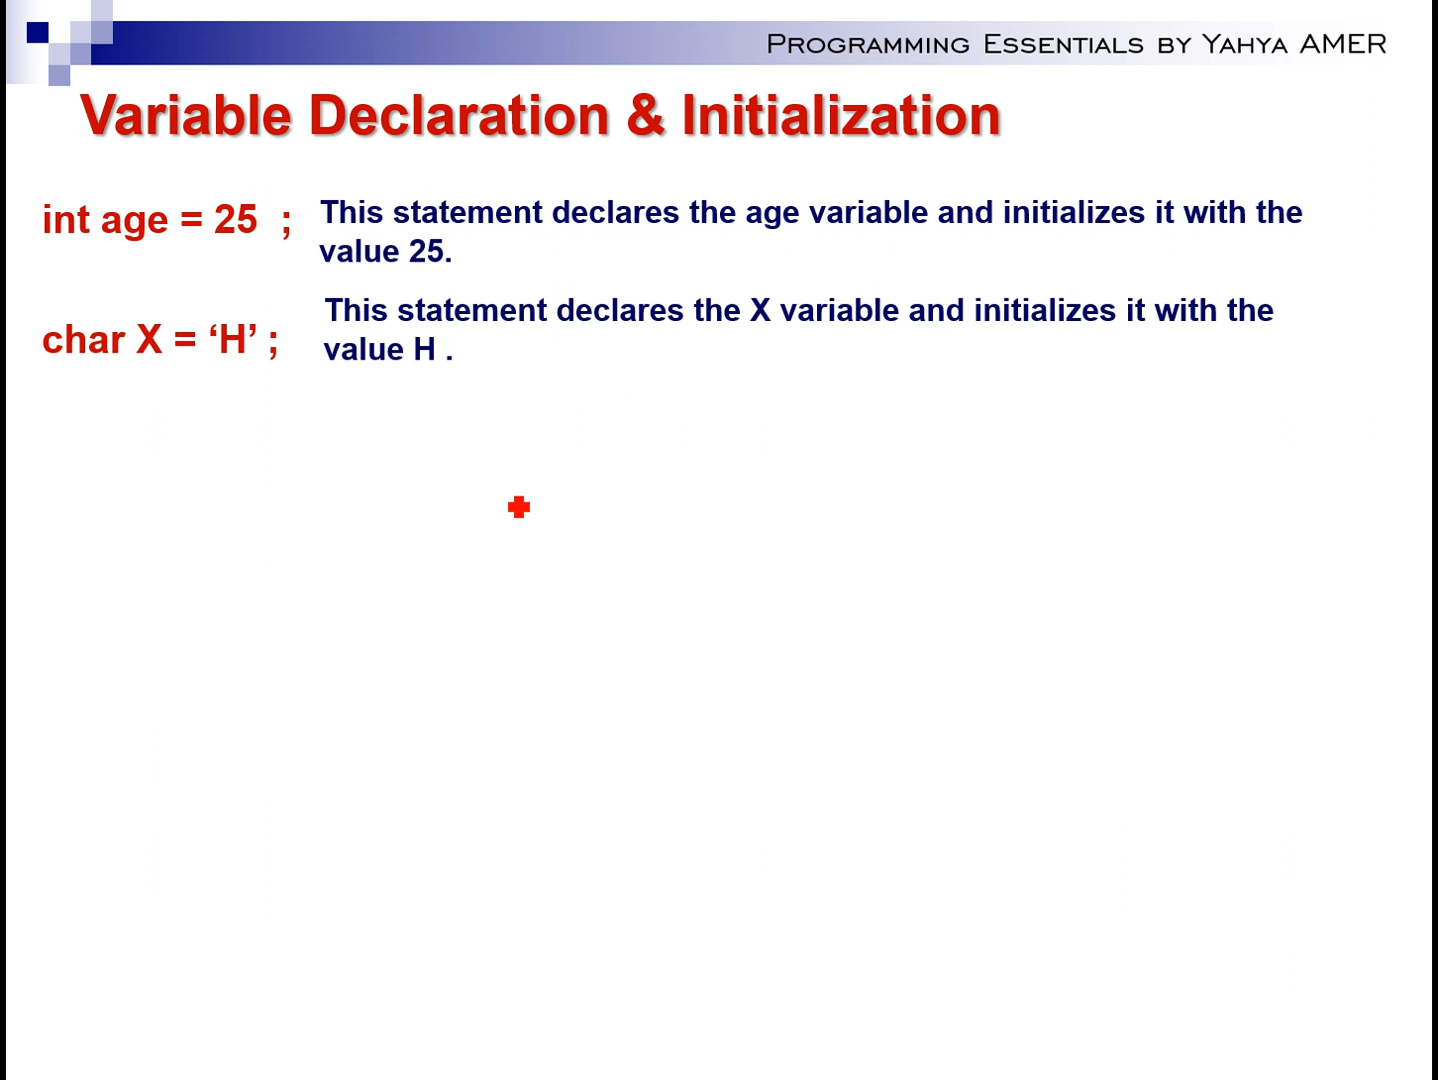 PROGRAMMING ESSENTIALS BY YAHYA AMER
Variable Declaration & Initialization
int age = 25 ;
This statement declares the age variable and initializes it with the
value 25.
char X = ‘H’ ;
This statement declares the X variable and initializes it with the
value H .